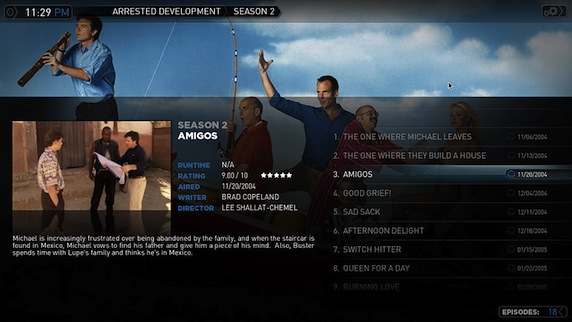 11:29 PM
ARRESTED DEVELOPMENT
SEASON 2
SEASON 2
AMIGOS
RUNTIME N/A
RATING 9.00 / 10
AIRED 11/20/2004
WRITER BRAD COPELAND
DIRECTOR LEE SHALLAT-CHEMEL
Michael is increasingly frustrated over being abandoned by the family, and when the staircar is
found in Mexico, Michael vows to find his father and give him a piece of his mind. Also, Buster
spends time with Lupe's family and thinks he's in Mexico.
1. THE ONE WHERE MICHAEL LEAVES 11/06/2004
2. THE ONE WHERE THEY BUILD A HOUSE 11/13/2004
3. AMIGOS 11/20/2004
4. GOOD GRIEF! 12/04/2004
5. SAD SACK 12/11/2004
6. AFTERNOON DELIGHT 12/18/2004
7. SWITCH HITTER 01/15/2005
8. QUEEN FOR A DAY 01/22/2005
9. BURNING LOVE
EPISODES: 18